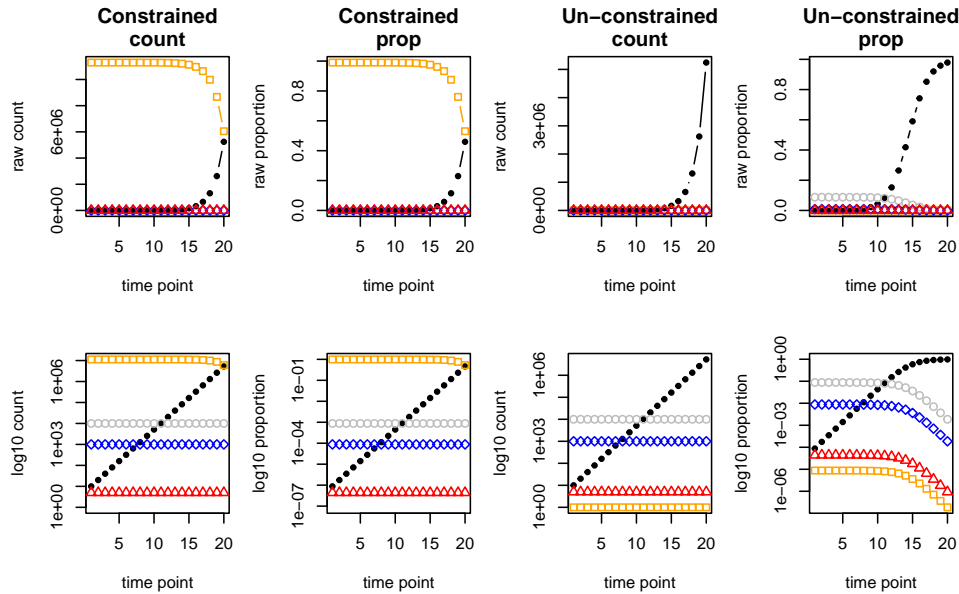 Constrained
count
raw count
0e+00
6e+06
5 10 15 20
time point
Constrained
prop
raw proportion
0.0 0.4 0.8
5 10 15 20
time point
Un−constrained
count
raw count
0e+00
3e+06
5 10 15 20
time point
Un−constrained
prop
raw proportion
0.0 0.4 0.8
5 10 15 20
time point
log10 count
1e+00 1e+03 1e+06
5 10 15 20
time point
log10 proportion
1e−07 1e−04 1e−01
5 10 15 20
time point
log10 count
1e+00 1e+03 1e+06
5 10 15 20
time point
log10 proportion
1e−06 1e−03 1e+00
5 10 15 20
time point